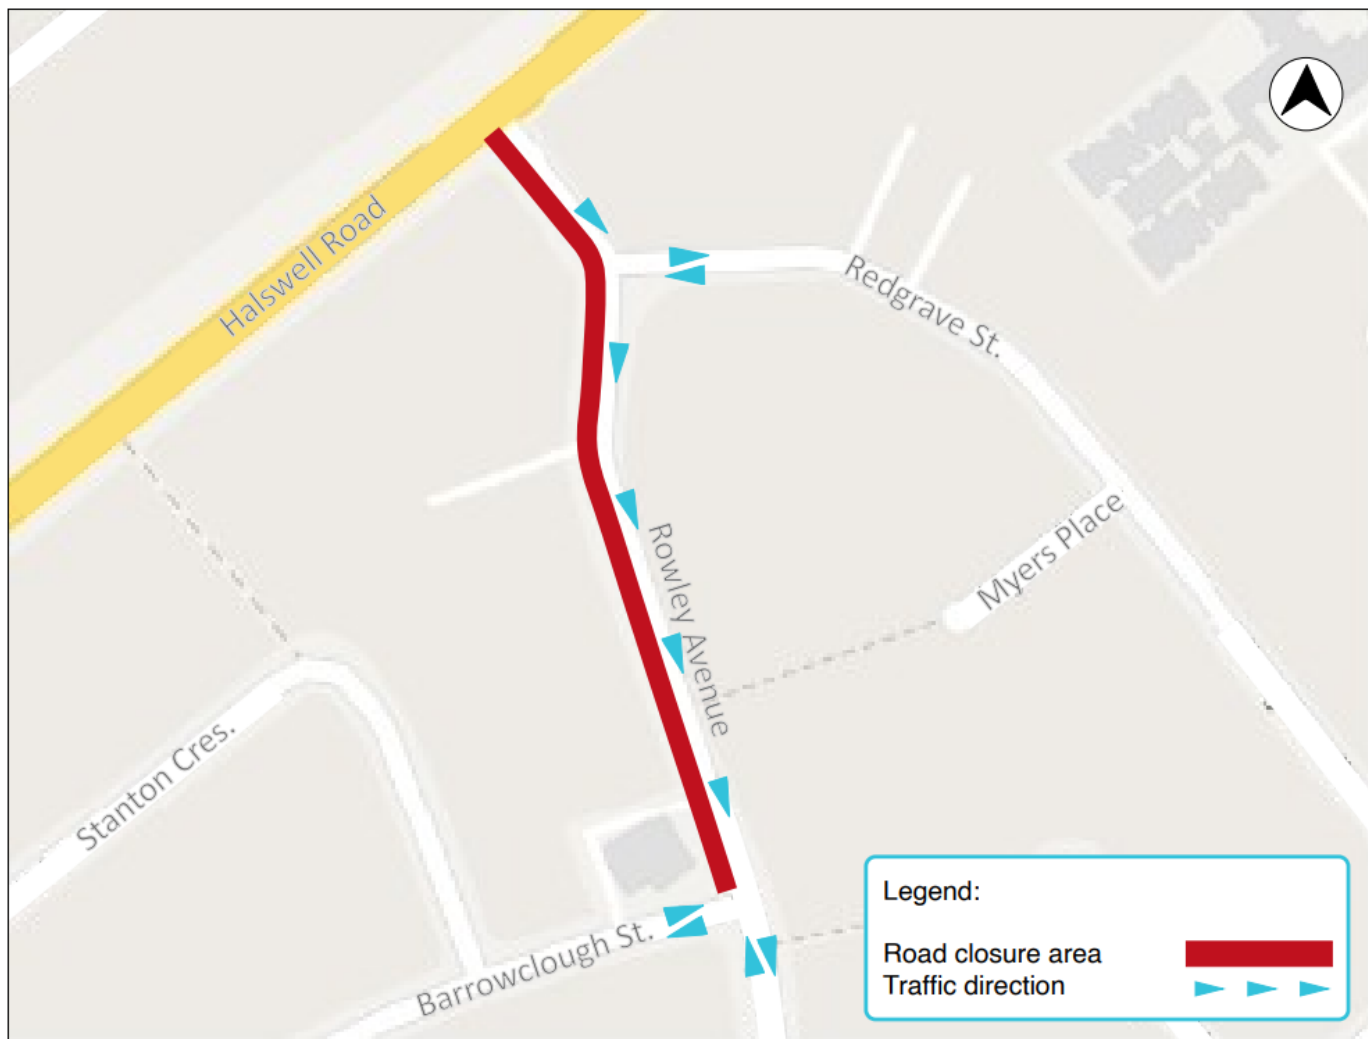 Halswell Road
Redgrave St.
Myers Place
Rowley Avenue
Stanton Cres.
Barrowclough St.
Legend:
Road closure area
Traffic direction